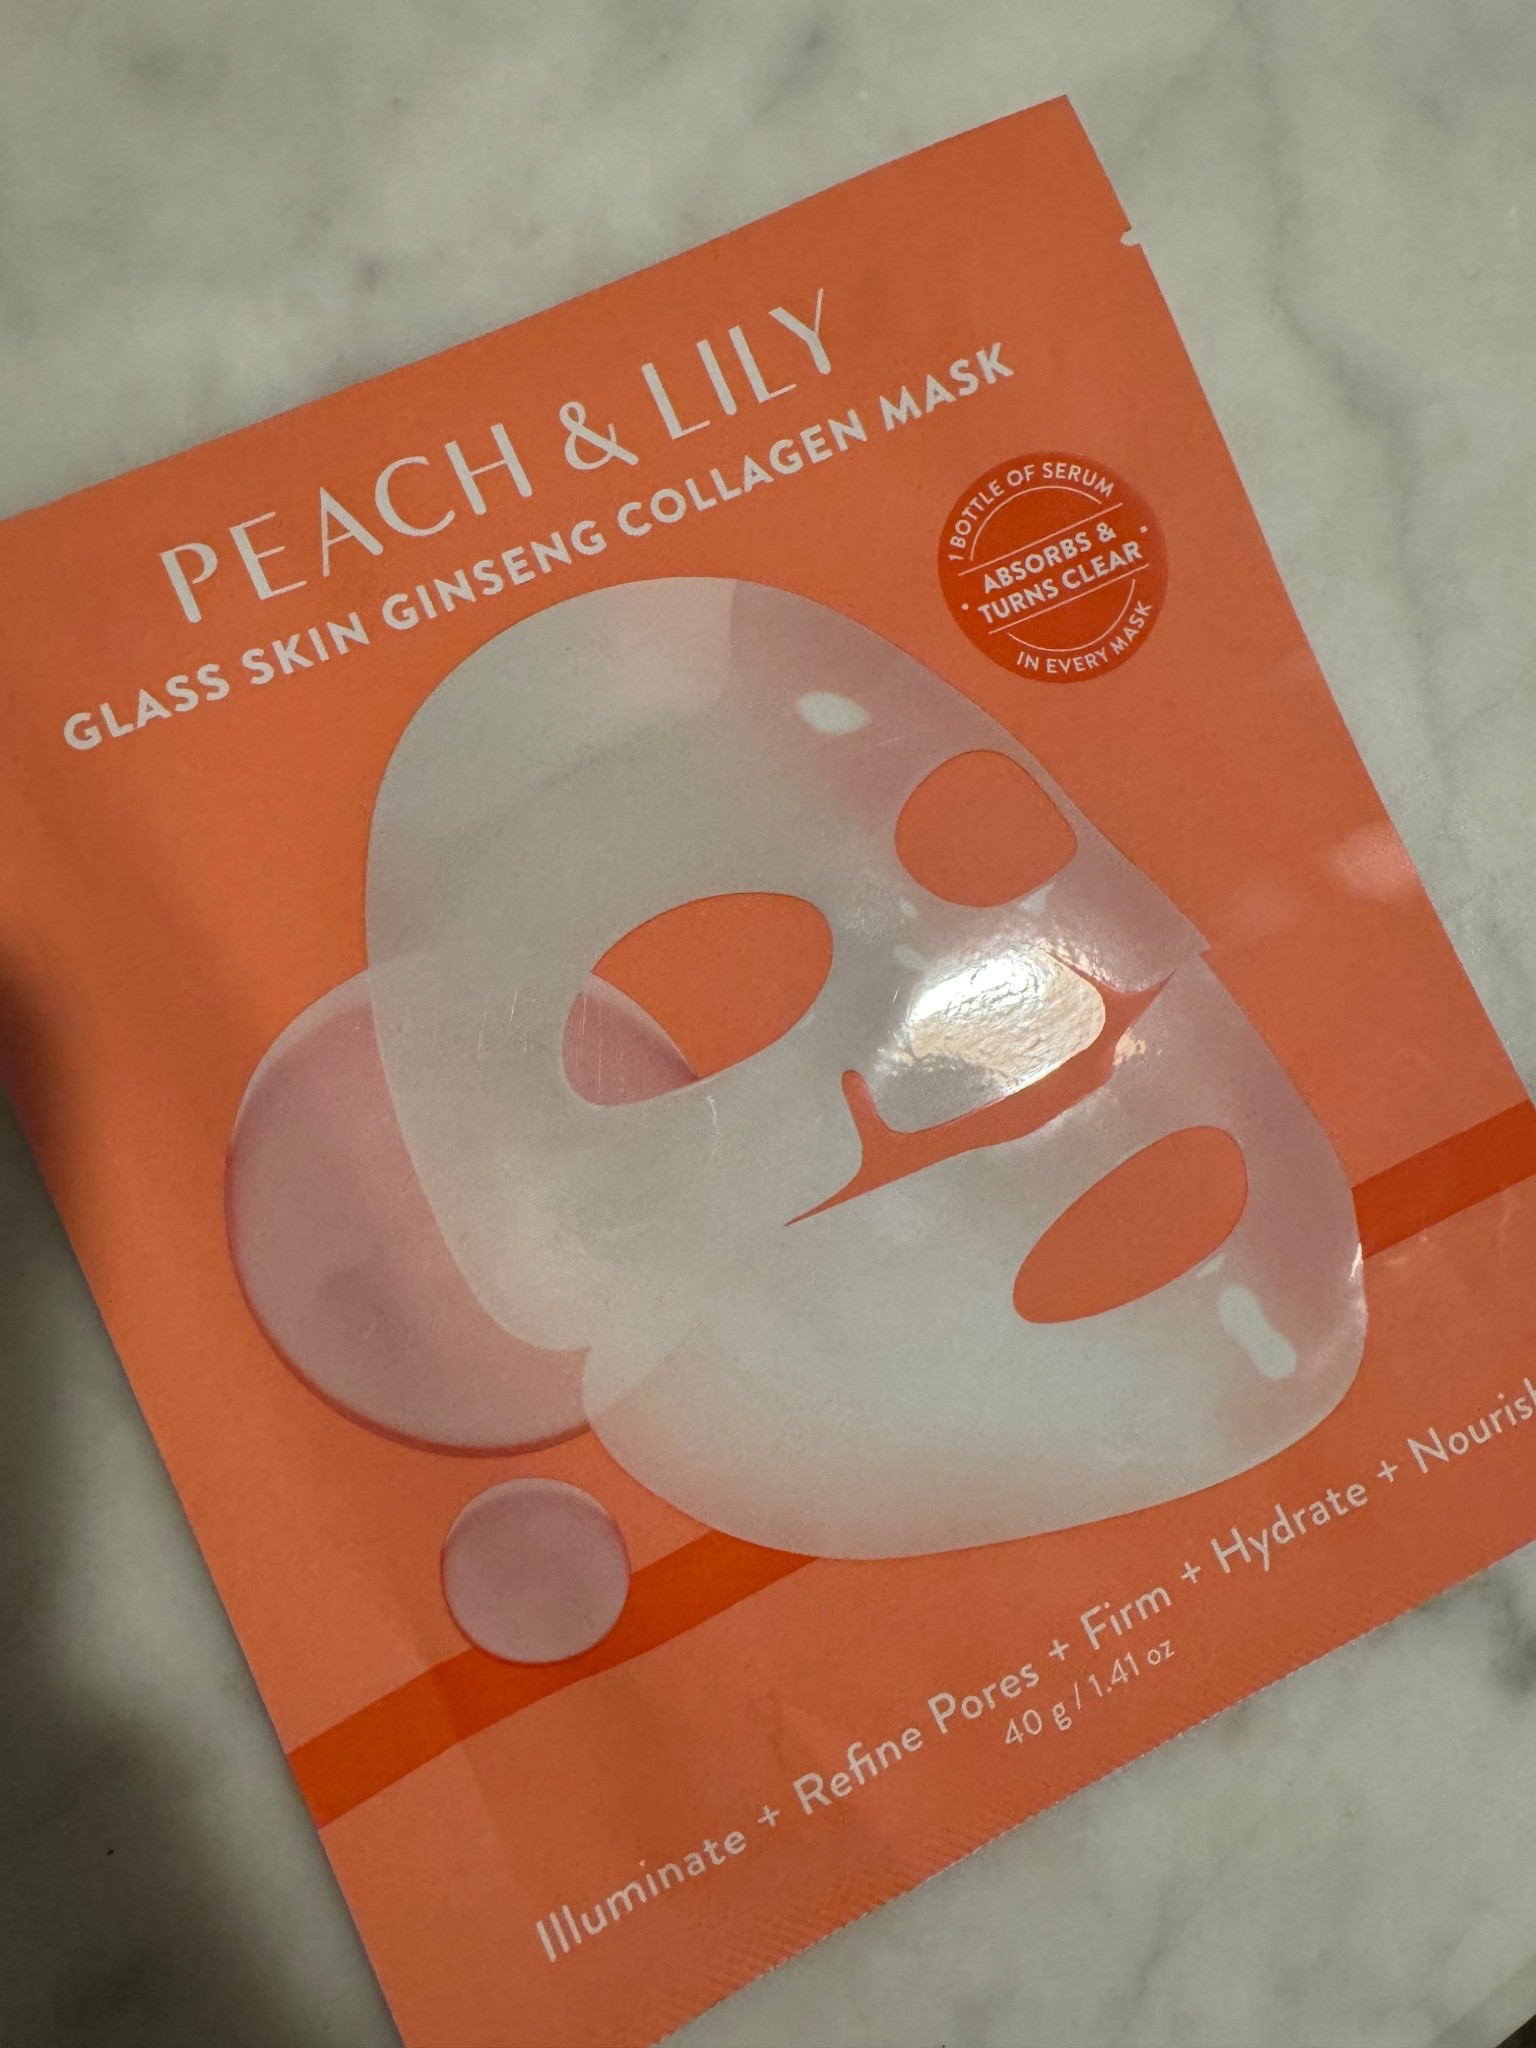 PEACH & LILY
GLASS SKIN GINSENG COLLAGEN MASK
1 BOTTLE OF SERUM
ABSORBS &
• TURNS CLEAR •
IN EVERY MASK
Illuminate + Refine Pores + Firm + Hydrate + Nourish
40 g / 1.41 oz